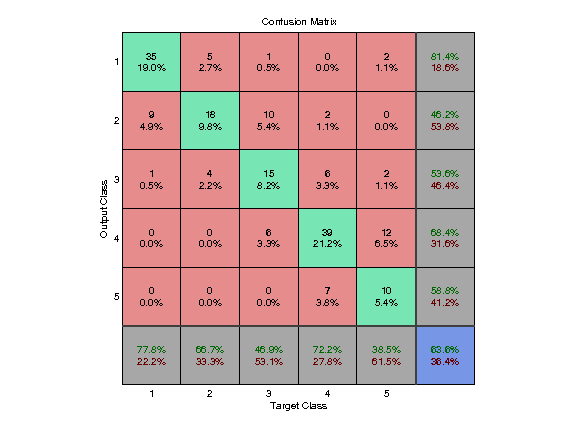 Confusion Matrix
1
35 5 1 0 2 81.4%
19.0% 2.7% 0.5% 0.0% 1.1% 18.6%
2
9 18 10 2 0 46.2%
4.9% 9.8% 5.4% 1.1% 0.0% 53.8%
3
1 4 15 6 2 53.6%
0.5% 2.2% 8.2% 3.3% 1.1% 46.4%
Output Class
4
0 0 6 39 12 68.4%
0.0% 0.0% 3.3% 21.2% 6.5% 31.6%
5
0 0 0 7 10 58.8%
0.0% 0.0% 0.0% 3.8% 5.4% 41.2%
77.8% 66.7% 46.9% 72.2% 38.5% 63.6%
22.2% 33.3% 53.1% 27.8% 61.5% 36.4%
1 2 3 4 5
Target Class